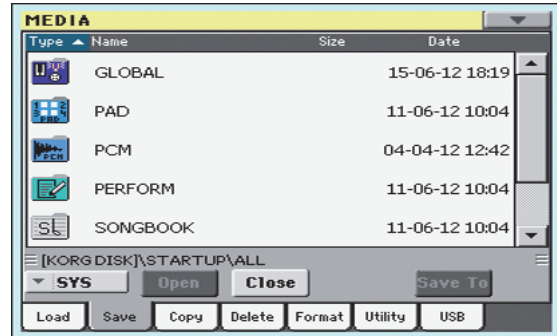 MEDIA
Type Name Size Date
GLOBAL 15-06-12 18:19
PAD PAD 11-06-12 10:04
PCM PCM 04-04-12 12:42
PERFORM 11-06-12 10:04
SONGBOOK 11-06-12 10:04
[KORG DISK]\STARTUP\ALL
SYS Open Close Save To
Load Save Copy Delete Format Utility USB